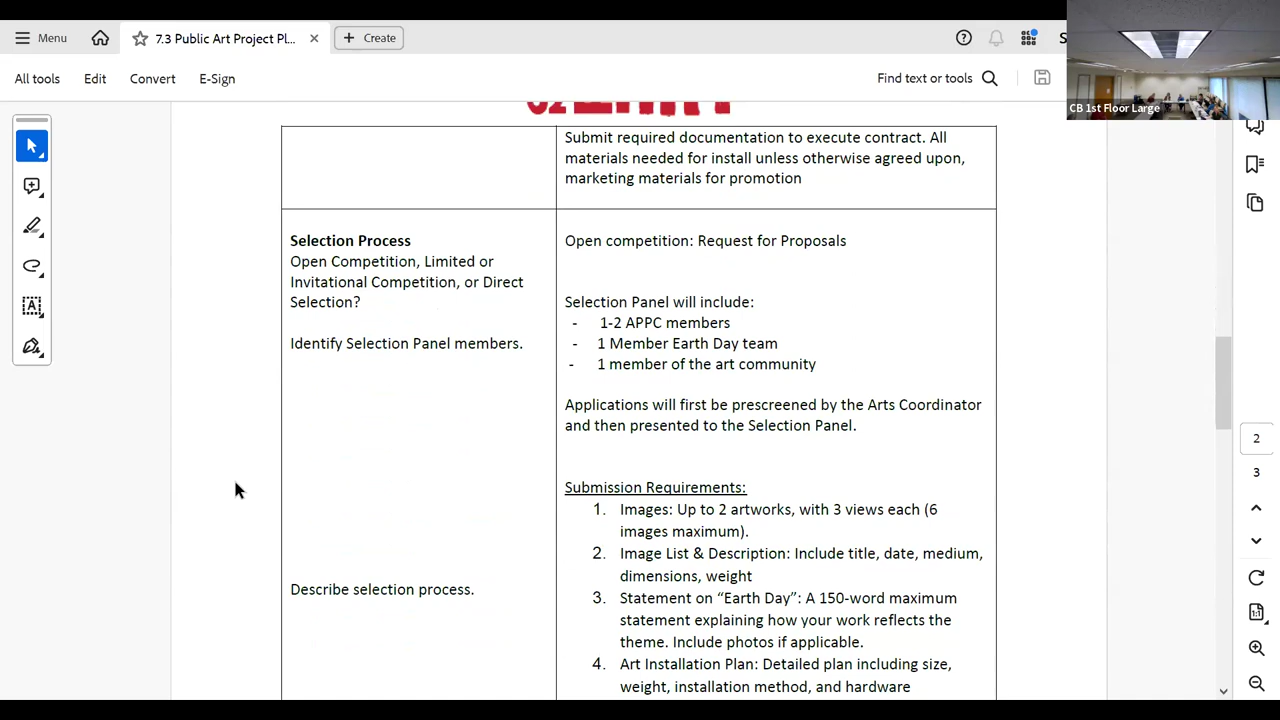 Menu
7.3 Public Art Project Pl...
Create
All tools
Edit
Convert
E-Sign
Find text or tools
CB 1st Floor Large
Submit required documentation to execute contract. All
materials needed for install unless otherwise agreed upon,
marketing materials for promotion
Selection Process
Open Competition, Limited or
Invitational Competition, or Direct
Selection?
Identify Selection Panel members.
Describe selection process.
Open competition: Request for Proposals
Selection Panel will include:
- 1-2 APPC members
- 1 Member Earth Day team
- 1 member of the art community
Applications will first be prescreened by the Arts Coordinator
and then presented to the Selection Panel.
Submission Requirements:
1. Images: Up to 2 artworks, with 3 views each (6
images maximum).
2. Image List & Description: Include title, date, medium,
dimensions, weight
3. Statement on “Earth Day”: A 150-word maximum
statement explaining how your work reflects the
theme. Include photos if applicable.
4. Art Installation Plan: Detailed plan including size,
weight, installation method, and hardware
2
3